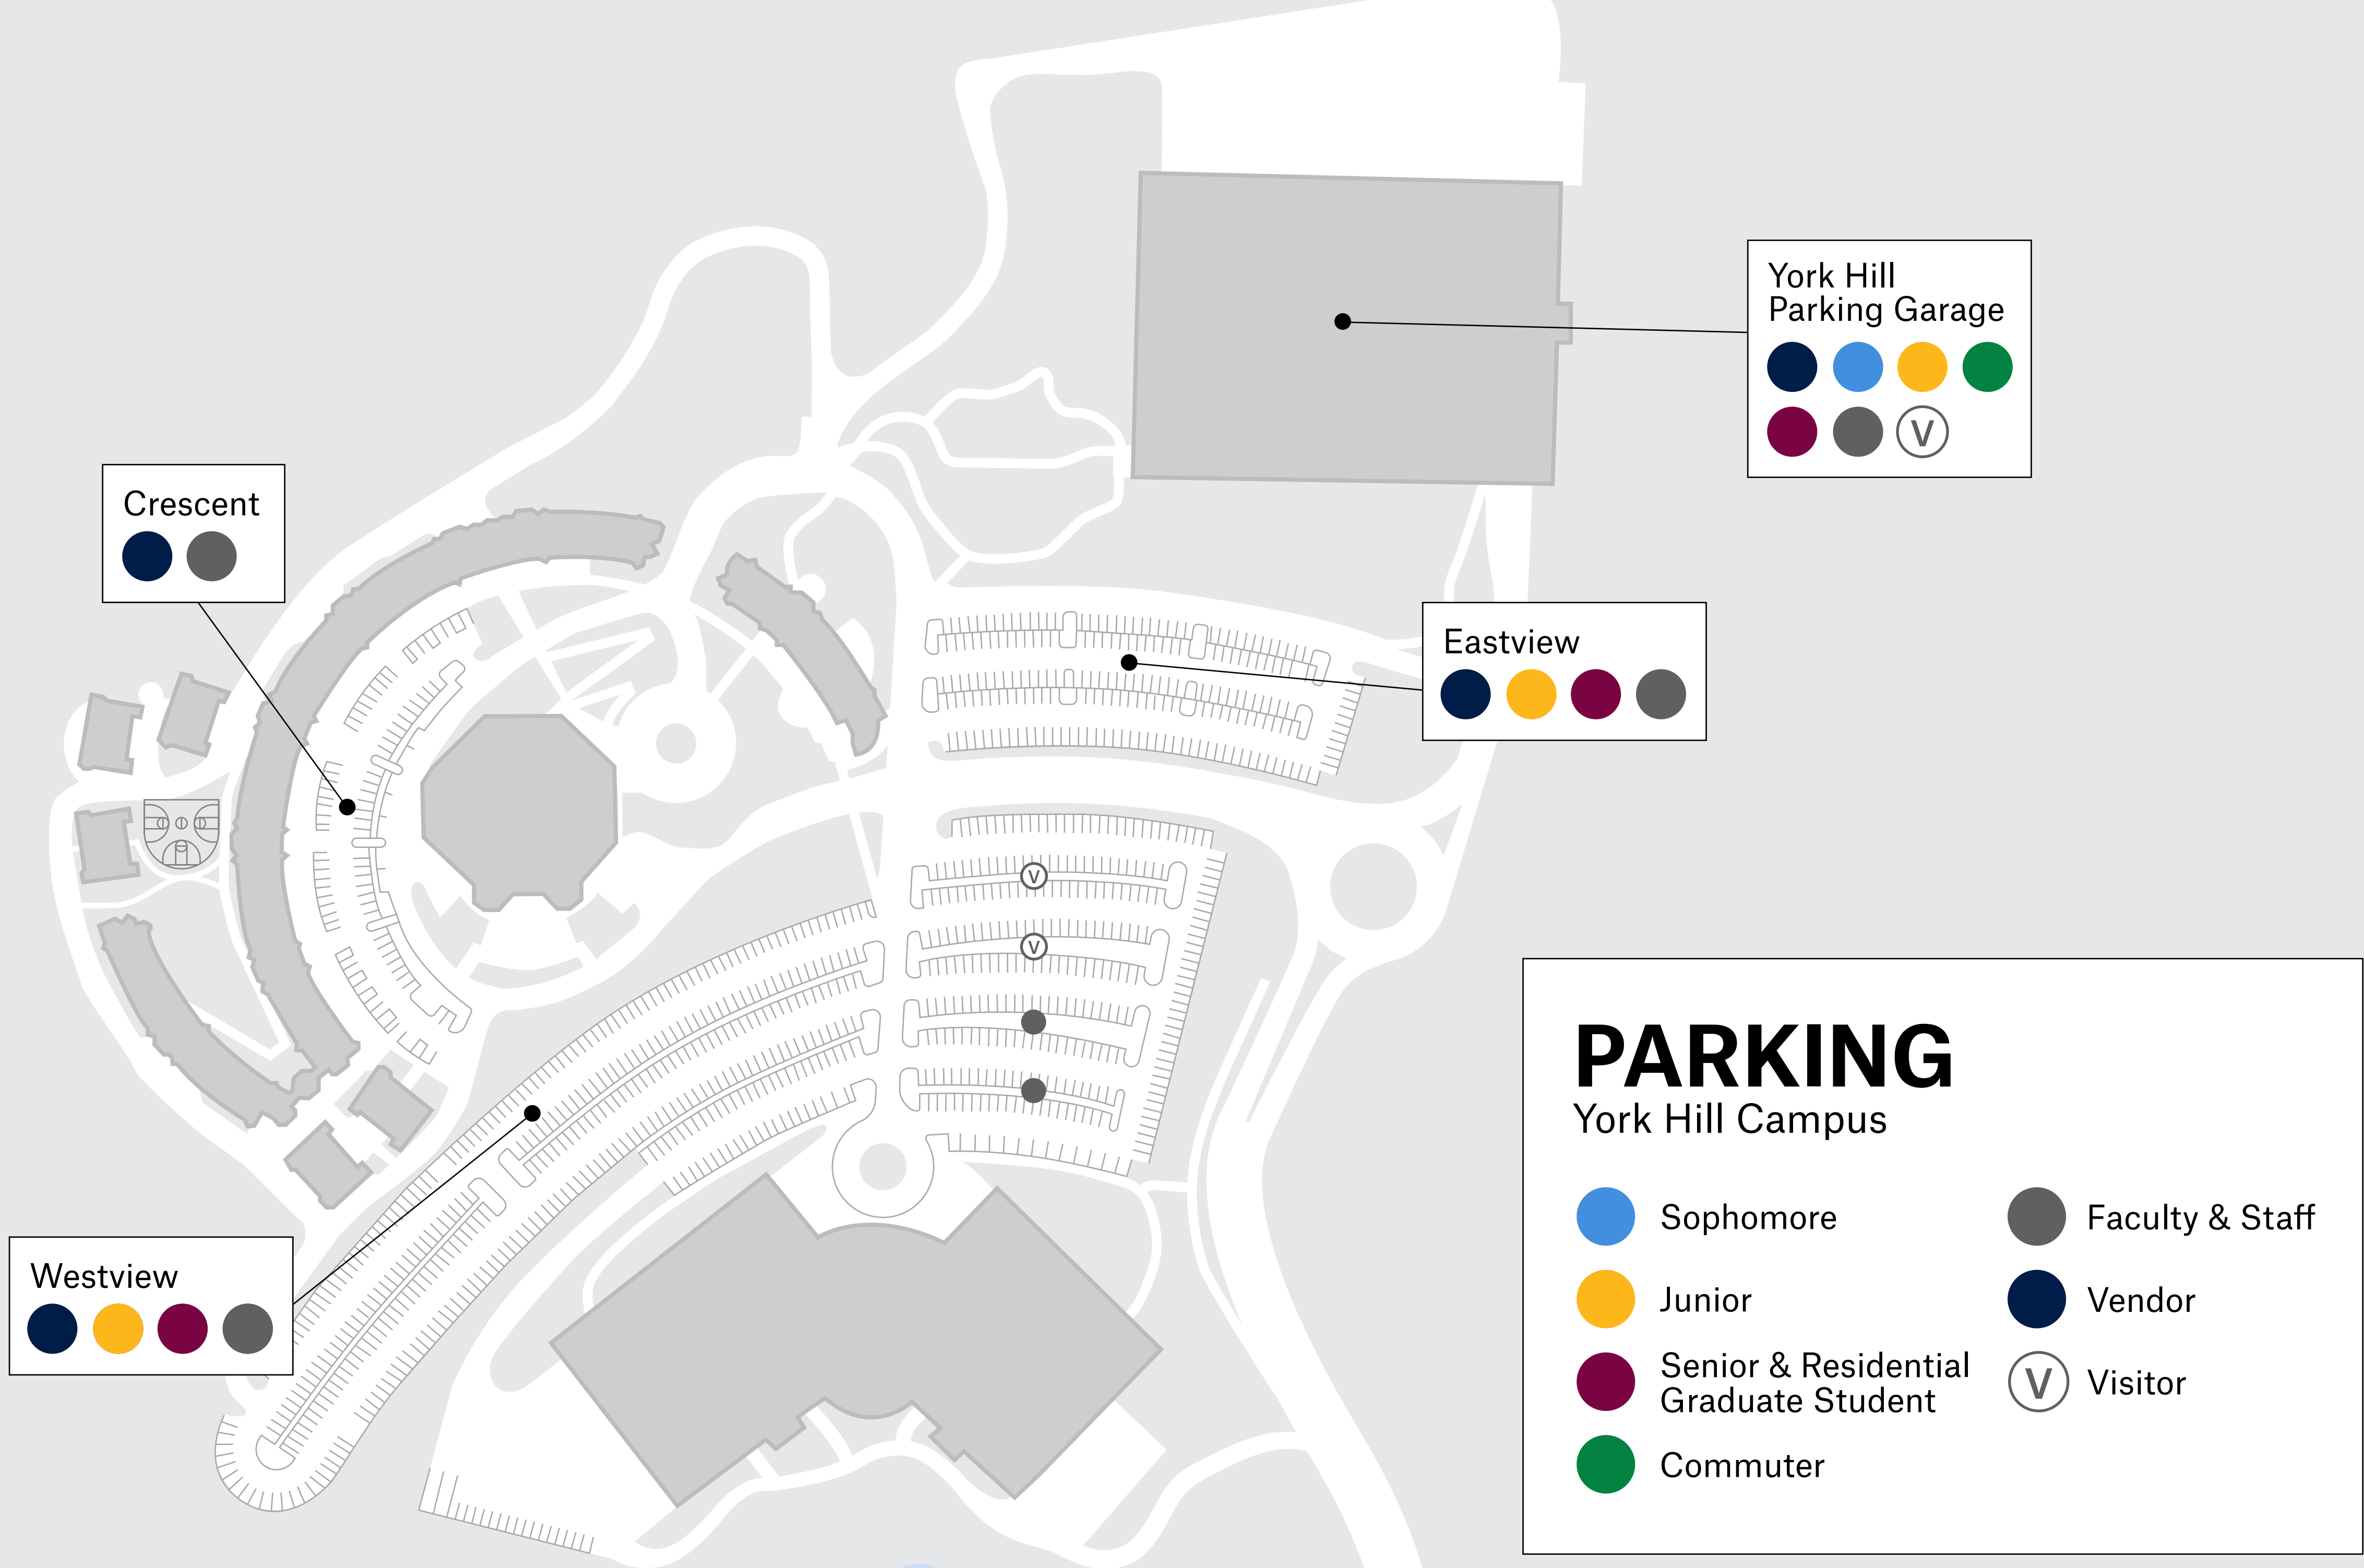 York Hill
Parking Garage
V
Crescent
Eastview
V
V
Westview
PARKING
York Hill Campus
Sophomore
Junior
Senior & Residential
Graduate Student
Commuter
Faculty & Staff
Vendor
V Visitor